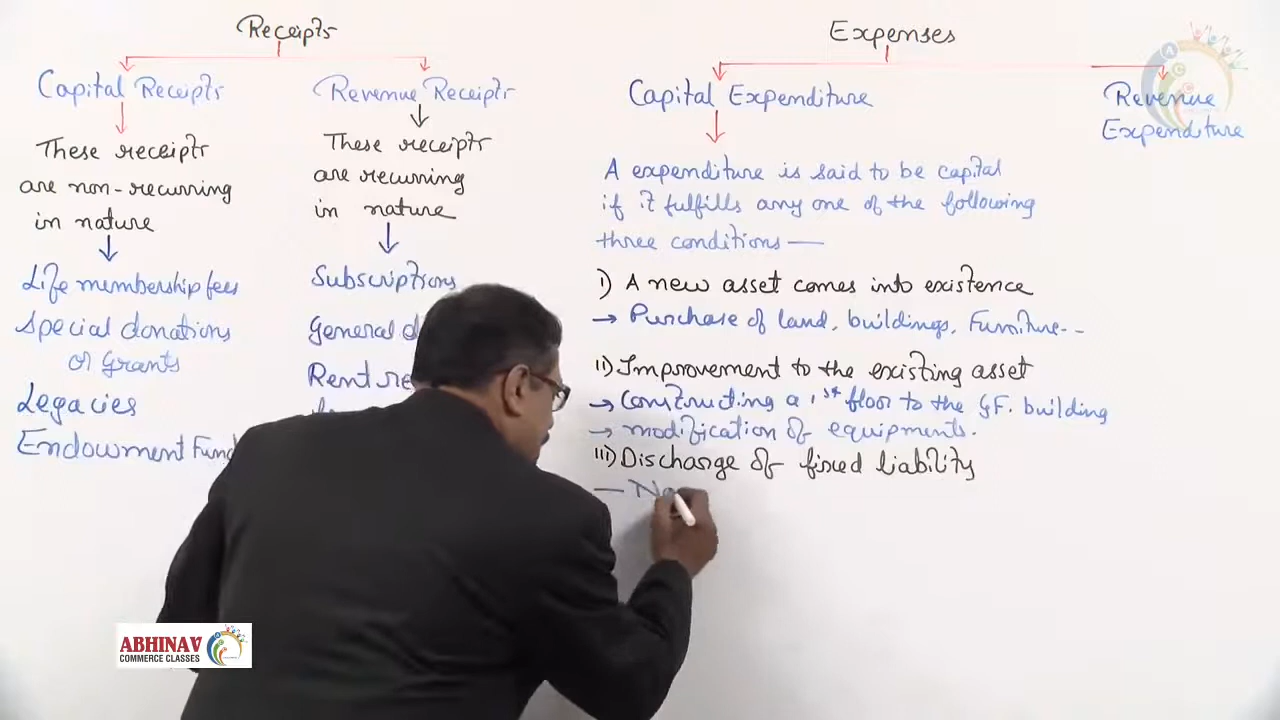 Receipts
Capital Receipts
These receipts
are non-recurring
in nature
Life membership fees
Special donations
or Grants
Legacies
Endowment Fund
Revenue Receipts
These receipts
are recurring
in nature
Subscriptions
General
Rent
Expenses
Capital Expenditure
A expenditure is said to be capital
if it fulfills any one of the following
three conditions —
i) A new asset comes into existence
→ Purchase of land, buildings, Furniture--
ii) Improvement to the existing asset
→ Constructing a 1st floor to the G.F. building
→ modification of equipments.
iii) Discharge of fixed liability
— No
Revenue
Expenditure
ABHINAV
COMMERCE CLASSES